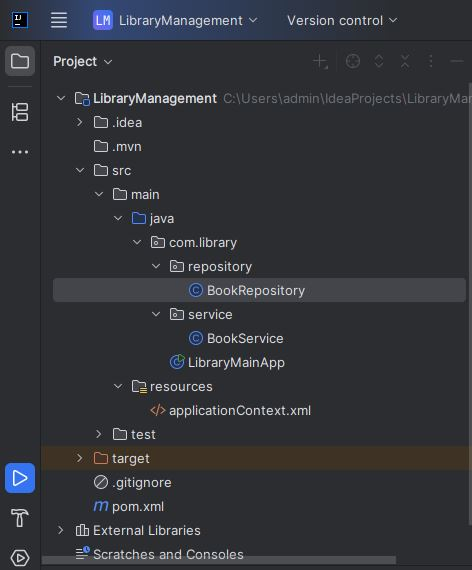 LM LibraryManagement Version control
Project
LibraryManagement C:\Users\admin\IdeaProjects\LibraryMan
.idea
.mvn
src
main
java
com.library
repository
BookRepository
service
BookService
LibraryMainApp
resources
applicationContext.xml
test
target
.gitignore
pom.xml
External Libraries
Scratches and Consoles